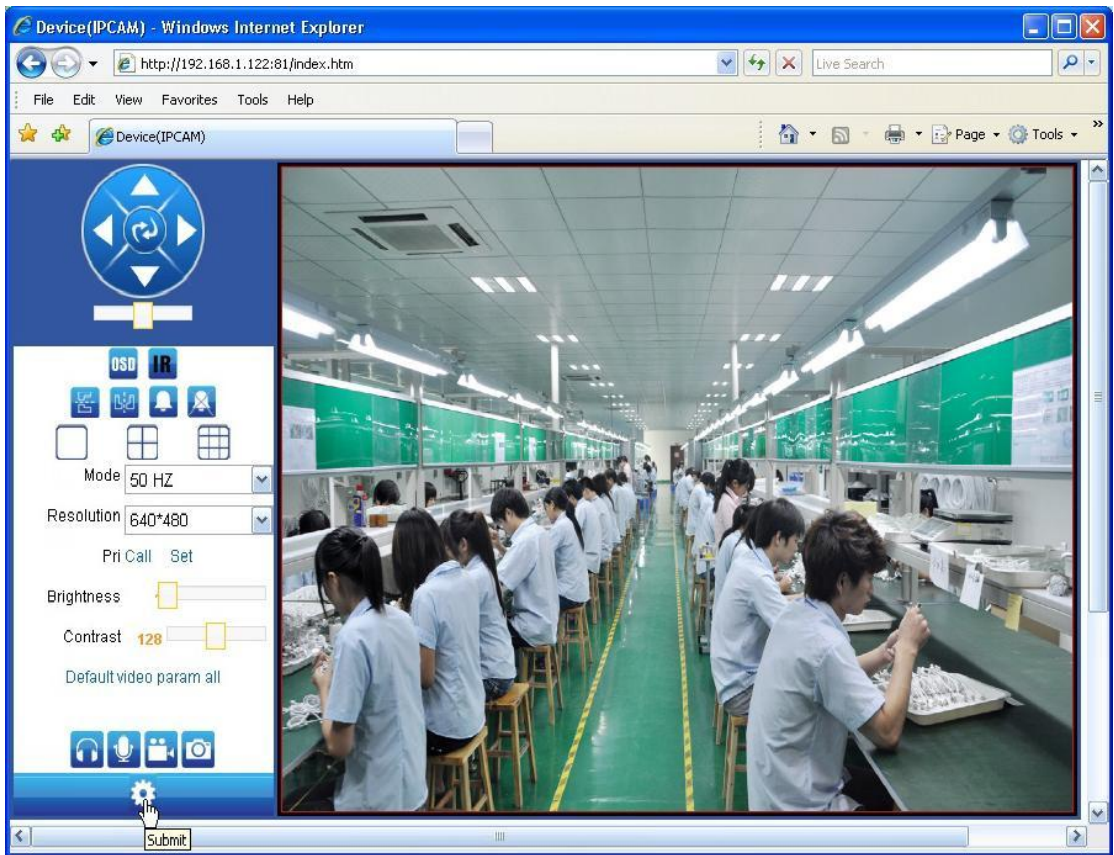 Device(IPCAM) - Windows Internet Explorer
http://192.168.1.122:81/index.htm
Live Search
File Edit View Favorites Tools Help
Device(IPCAM)
Page Tools
OSD IR
Mode 50 HZ
Resolution 640*480
Pri Call Set
Brightness
Contrast 128
Default video param all
Submit